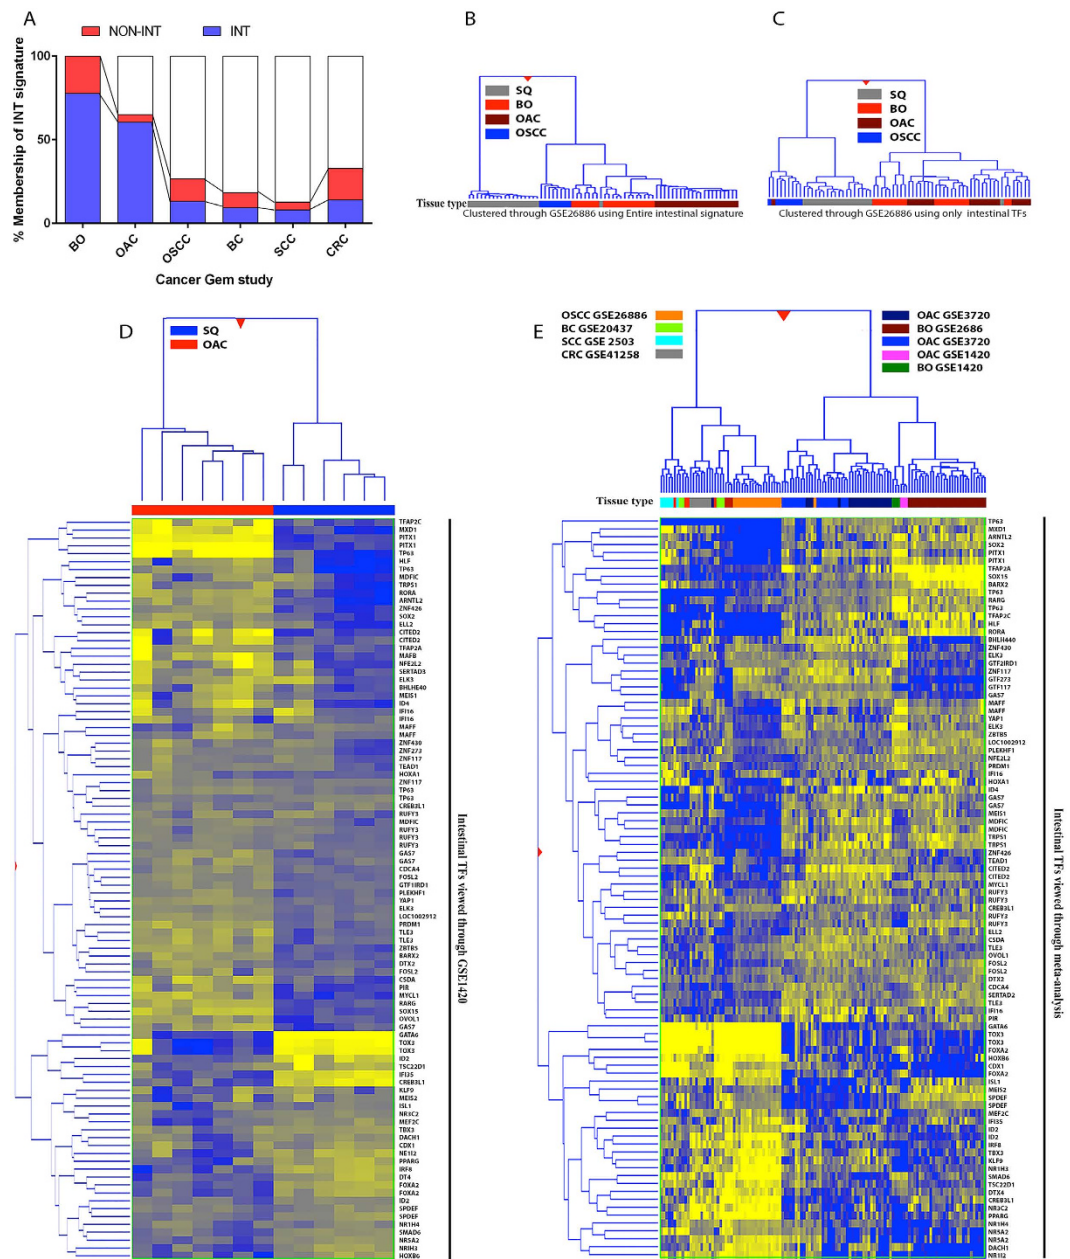 A
NON-INT
INT
% Membership of INT signature
100
50
0
BO
OAC
OSCC
BC
SCC
CRC
Cancer Gem study
B
SQ
BO
OAC
OSCC
Tissue type
Clustered through GSE26886 using Entire intestinal signature
C
SQ
BO
OAC
OSCC
Clustered through GSE26886 using only intestinal TFs
D
SQ
OAC
TFAP2C
MXD1
PITX1
PITX1
TP63
HLF
TP63
MDFIC
TRPS1
RORA
ARNTL2
ZNF426
SOX2
ELL2
CITED2
CITED2
TFAP2A
MAFB
NFE2L2
SERTAD3
ELK3
BHLHE40
MEIS1
ID4
IFI16
IFI16
MAFF
MAFF
ZNF430
ZNF273
ZNF117
TEAD1
HOXA1
ZNF117
TP63
TP63
CREB3L1
RUFY3
MDFIC
RUFY3
RUFY3
RUFY3
GAS7
GAS7
CDCA4
FOSL2
GTF1IRD1
PLEKHF1
YAP1
ELK3
LOC1002912
PRDM1
TLE3
TLE3
ZBTB5
BARX2
DTX2
FOSL2
CSDA
PIR
MYCL1
RARG
SOX15
OVOL1
GAS7
GATA6
TOX3
TOX3
ID2
TSC22D1
IFI35
CREB3L1
KLF9
MEIS2
ISL1
NR3C2
MEF2C
TBX3
DACH1
CDX1
NE1I2
PPARG
IRF8
DT4
FOXA2
FOXA2
ID2
SPDEF
SPDEF
NR1H4
SMAD6
NR5A2
NRIH3
HOXB6
Intestinal TFs viewed through GSE1420
E
OSCC GSE26886
BC GSE20437
SCC GSE 2503
CRC GSE41258
OAC GSE3720
BO GSE2686
OAC GSE3720
OAC GSE1420
BO GSE1420
Tissue type
TP63
MXD1
ARNTL2
SOX2
PITX1
PITX1
TFAP2A
SOX15
BARX2
TP63
RARG
TP63
TFAP2C
HLF
RORA
BHLH440
ZNF430
ELK3
GTF2IRD1
ZNF117
GTF273
GTF117
GAS7
MAFF
MAFF
YAP1
ELK3
ZBTB5
LOC1002912
PLEKHF1
NFE2L2
PRDM1
IFI16
HOXA1
ID4
GAS7
GAS7
MEIS1
MDFIC
MDFIC
TRPS1
TRPS1
ZNF426
TEAD1
CITED2
CITED2
MYCL1
RUFY3
RUFY3
CREB3L1
RUFY3
RUFY3
ELL2
CSDA
TLE3
OVOL1
FOSL2
FOSL2
DTX2
CDCA4
SERTAD2
TLE3
IFI16
PIR
GATA6
TOX3
TOX3
FOXA2
HOXB6
CDX1
FOXA2
ISL1
MEIS2
SPDEF
SPDEF
MEF2C
IFI35
ID2
ID2
IRF8
TBX3
KLF9
NR1H3
SMAD6
TSC22D1
DTX4
CREB3L1
NR3C2
PPARG
NR1H4
NR5A2
NR5A2
DACH1
NR1I2
Intestinal TFs viewed through meta-analysis